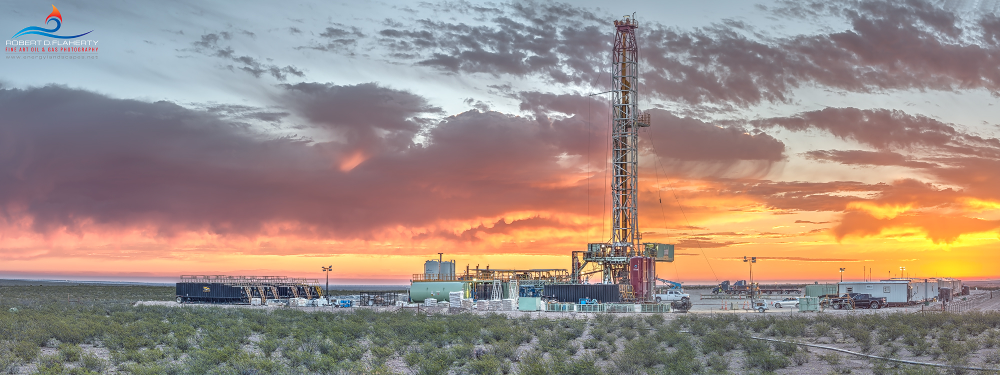 ROBERT D. FLAHERTY
FINE ART OIL & GAS PHOTOGRAPHY
www.energylandscapes.net